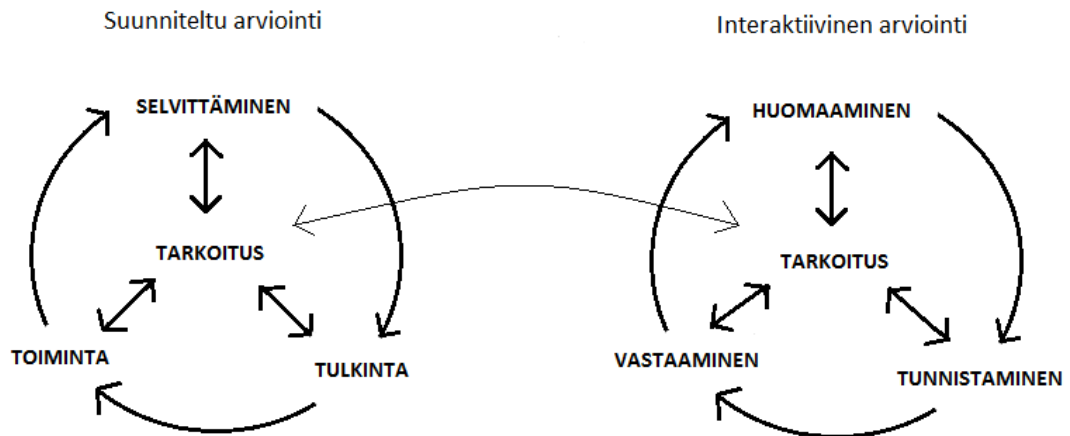 Suunniteltu arviointi
Interaktiivinen arviointi
SELVITTÄMINEN
HUOMAAMINEN
TARKOITUS
TARKOITUS
TOIMINTA
TULKINTA
VASTAAMINEN
TUNNISTAMINEN